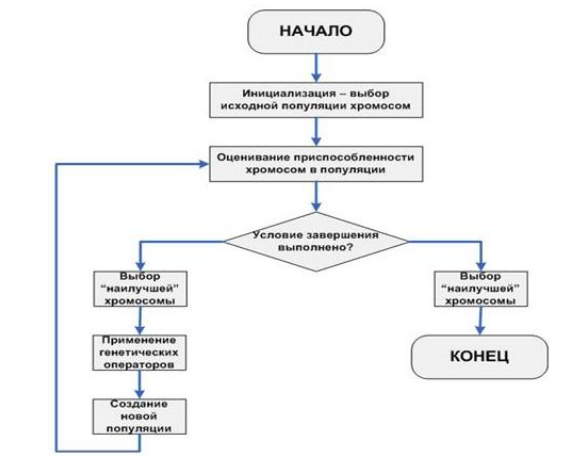 НАЧАЛО
Инициализация – выбор
исходной популяции хромосом
Оценивание приспособленности
хромосом в популяции
Условие завершения
выполнено?
Выбор
“наилучшей”
хромосомы
Применение
генетических
операторов
Создание
новой
популяции
Выбор
“наилучшей”
хромосомы
КОНЕЦ